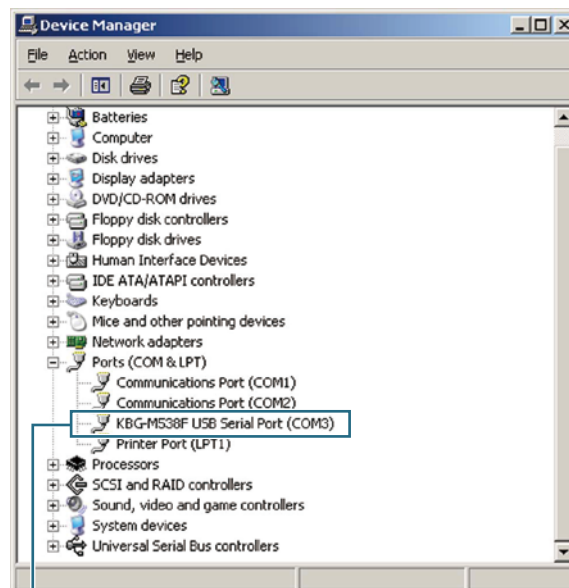 Device Manager
File Action View Help
Batteries
Computer
Disk drives
Display adapters
DVD/CD-ROM drives
Floppy disk controllers
Floppy disk drives
Human Interface Devices
IDE ATA/ATAPI controllers
Keyboards
Mice and other pointing devices
Network adapters
Ports (COM & LPT)
Communications Port (COM1)
Communications Port (COM2)
KBG-MS38F USB Serial Port (COM3)
Printer Port (LPT1)
Processors
SCSI and RAID controllers
Sound, video and game controllers
System devices
Universal Serial Bus controllers